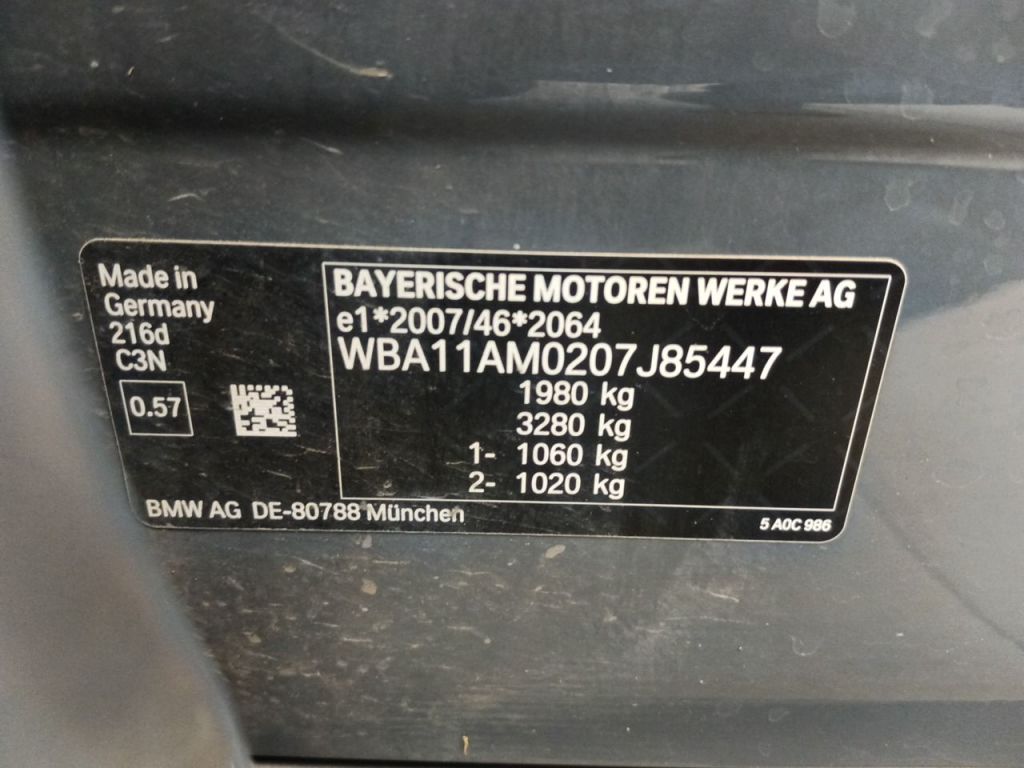 Made in
Germany
216d
C3N
0.57
BAYERISCHE MOTOREN WERKE AG
e1*2007/46*2064
WBA11AM0207J85447
1980 kg
3280 kg
1- 1060 kg
2- 1020 kg
BMW AG DE-80788 München
5 A0C 986